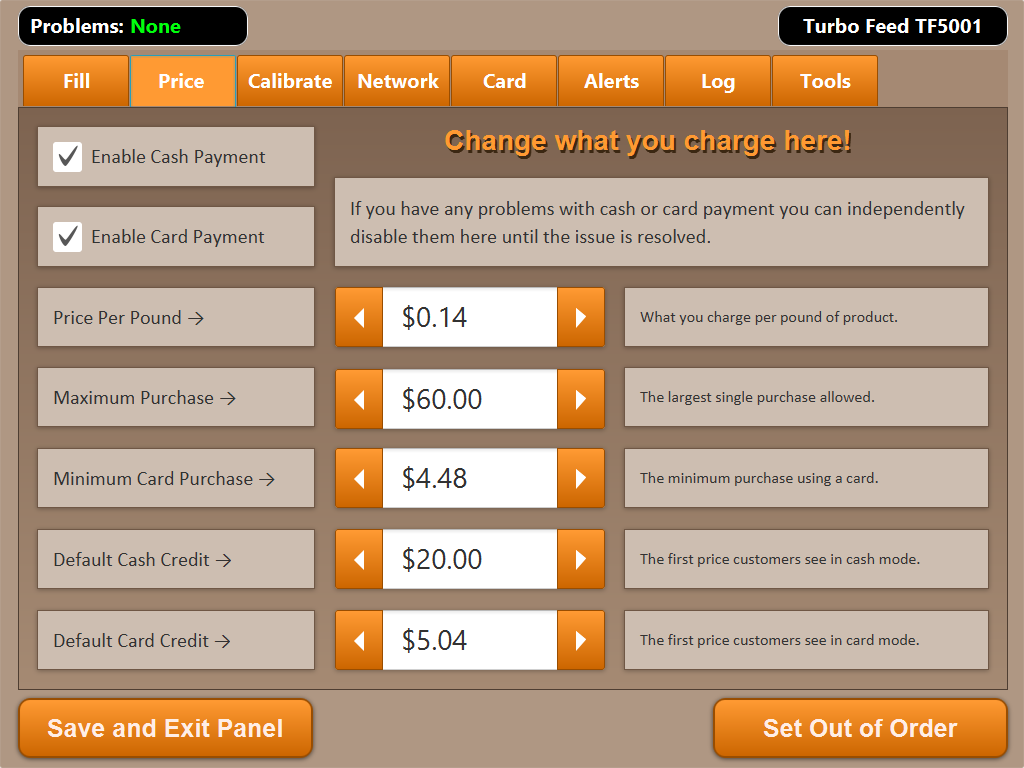 Problems: None
Turbo Feed TF5001
Fill
Price
Calibrate
Network
Card
Alerts
Log
Tools
Enable Cash Payment
Change what you charge here!
Enable Card Payment
If you have any problems with cash or card payment you can independently
disable them here until the issue is resolved.
Price Per Pound →
$0.14
What you charge per pound of product.
Maximum Purchase →
$60.00
The largest single purchase allowed.
Minimum Card Purchase →
$4.48
The minimum purchase using a card.
Default Cash Credit →
$20.00
The first price customers see in cash mode.
Default Card Credit →
$5.04
The first price customers see in card mode.
Save and Exit Panel
Set Out of Order